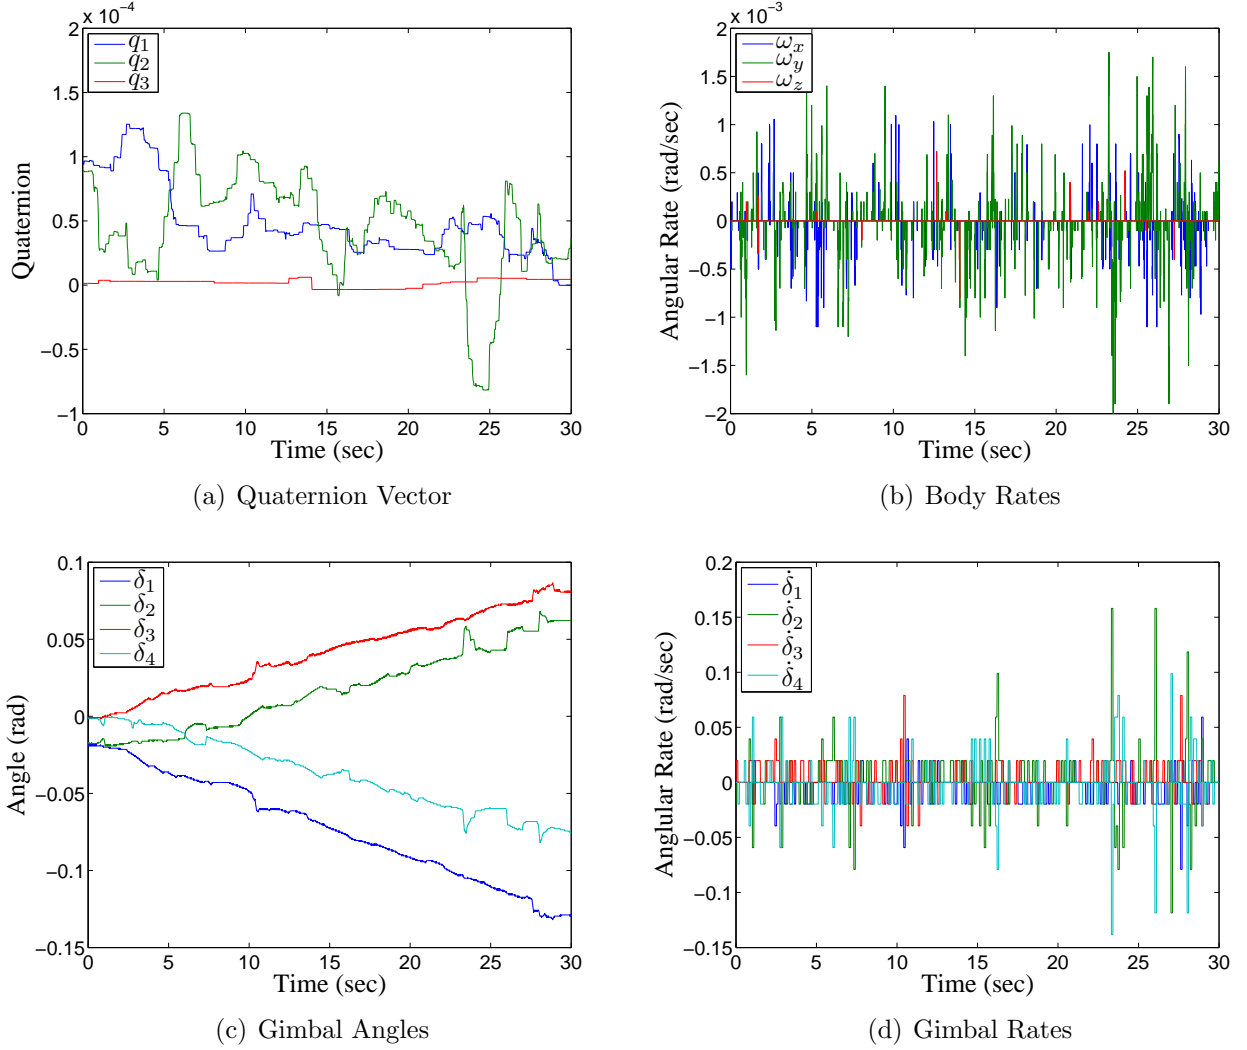 2 x 10⁻⁴
q₁
q₂
q₃
1.5
1
0.5
0
−0.5
−1
0 5 10 15 20 25 30
Quaternion
Time (sec)
(a) Quaternion Vector
2 x 10⁻³
ωₓ
ω_y
ω_z
1.5
1
0.5
0
−0.5
−1
−1.5
−2
0 5 10 15 20 25 30
Angular Rate (rad/sec)
Time (sec)
(b) Body Rates
0.1
δ₁
δ₂
δ₃
δ₄
0.05
0
−0.05
−0.1
−0.15
0 5 10 15 20 25 30
Angle (rad)
Time (sec)
(c) Gimbal Angles
0.2
δ̇₁
δ̇₂
δ̇₃
δ̇₄
0.15
0.1
0.05
0
−0.05
−0.1
−0.15
0 5 10 15 20 25 30
Anglular Rate (rad/sec)
Time (sec)
(d) Gimbal Rates